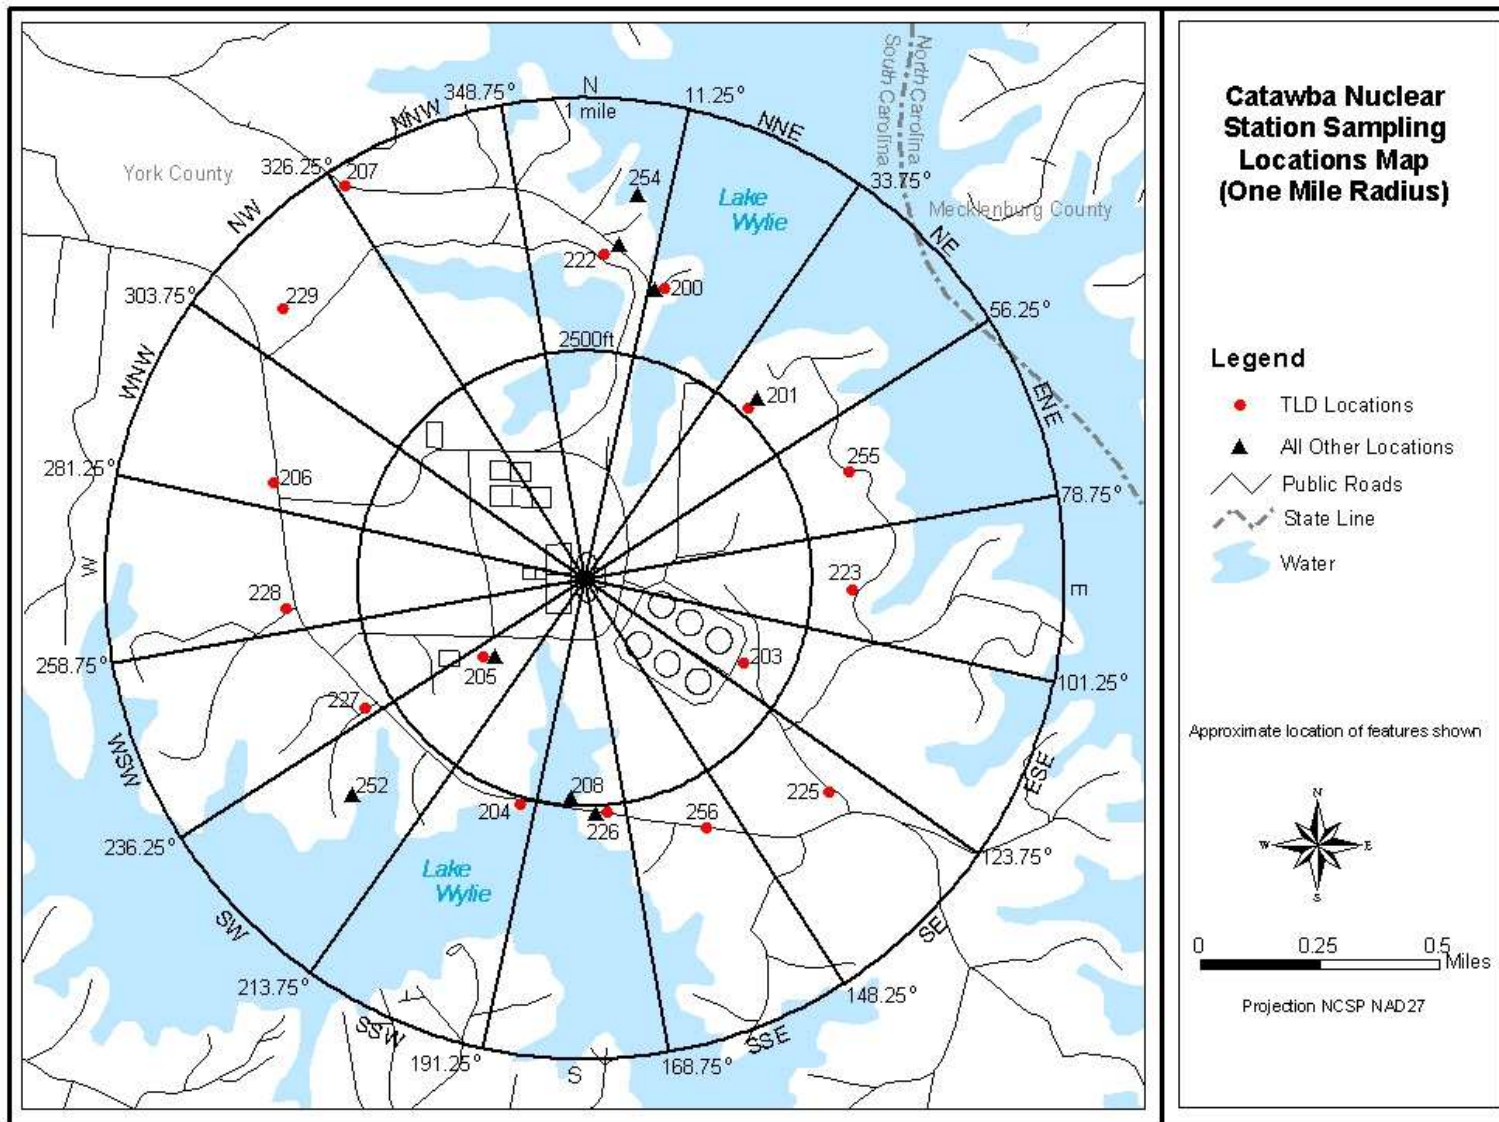 N
1 mile
348.75°
11.25°
NNW
NNE
North Carolina
South Carolina
326.25°
207
York County
254
Lake
Wylie
33.75°
Mecklenburg County
NW
NE
222
200
303.75°
229
56.25°
2500ft
WNW
ENE
201
255
281.25°
206
78.75°
W
E
228
223
258.75°
205
203
101.25°
227
WSW
ESE
252
208
204
226
256
225
236.25°
123.75°
Lake
Wylie
SW
SE
213.75°
148.25°
SSW
SSE
191.25°
S
168.75°
Catawba Nuclear
Station Sampling
Locations Map
(One Mile Radius)
Legend
TLD Locations
All Other Locations
Public Roads
State Line
Water
Approximate location of features shown
N
W
E
S
0 0.25 0.5
Miles
Projection NCSP NAD27